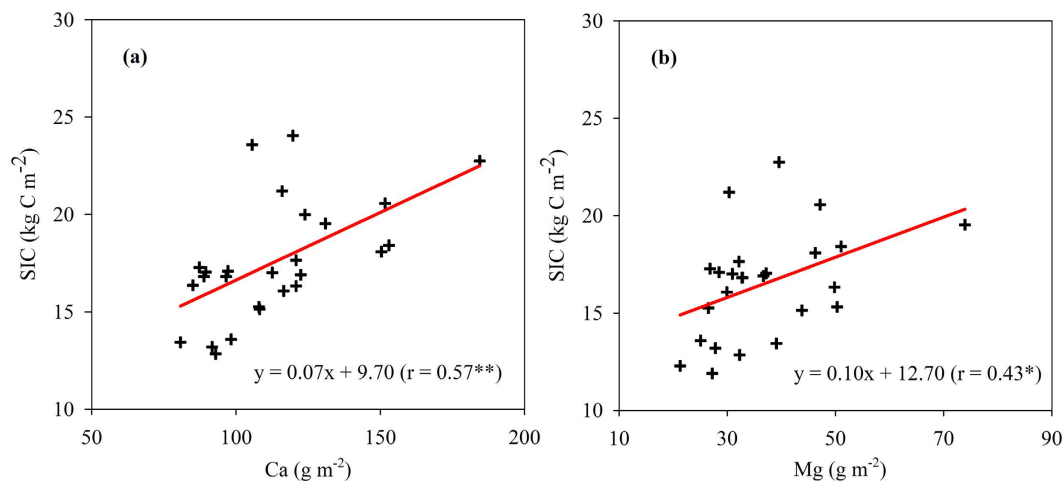 (a)
30
25
20
15
10
SIC (kg C m-2)
y = 0.07x + 9.70 (r = 0.57**)
50 100 150 200
Ca (g m-2)
(b)
30
25
20
15
10
SIC (kg C m-2)
y = 0.10x + 12.70 (r = 0.43*)
10 30 50 70 90
Mg (g m-2)